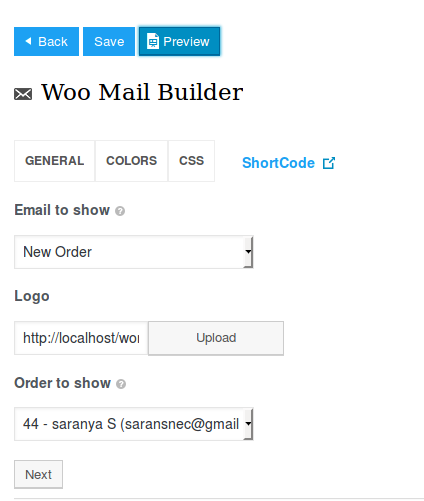 Back Save Preview
Woo Mail Builder
GENERAL COLORS CSS ShortCode
Email to show ?
New Order
Logo
http://localhost/wor Upload
Order to show ?
44 - saranya S (saransnec@gmail
Next